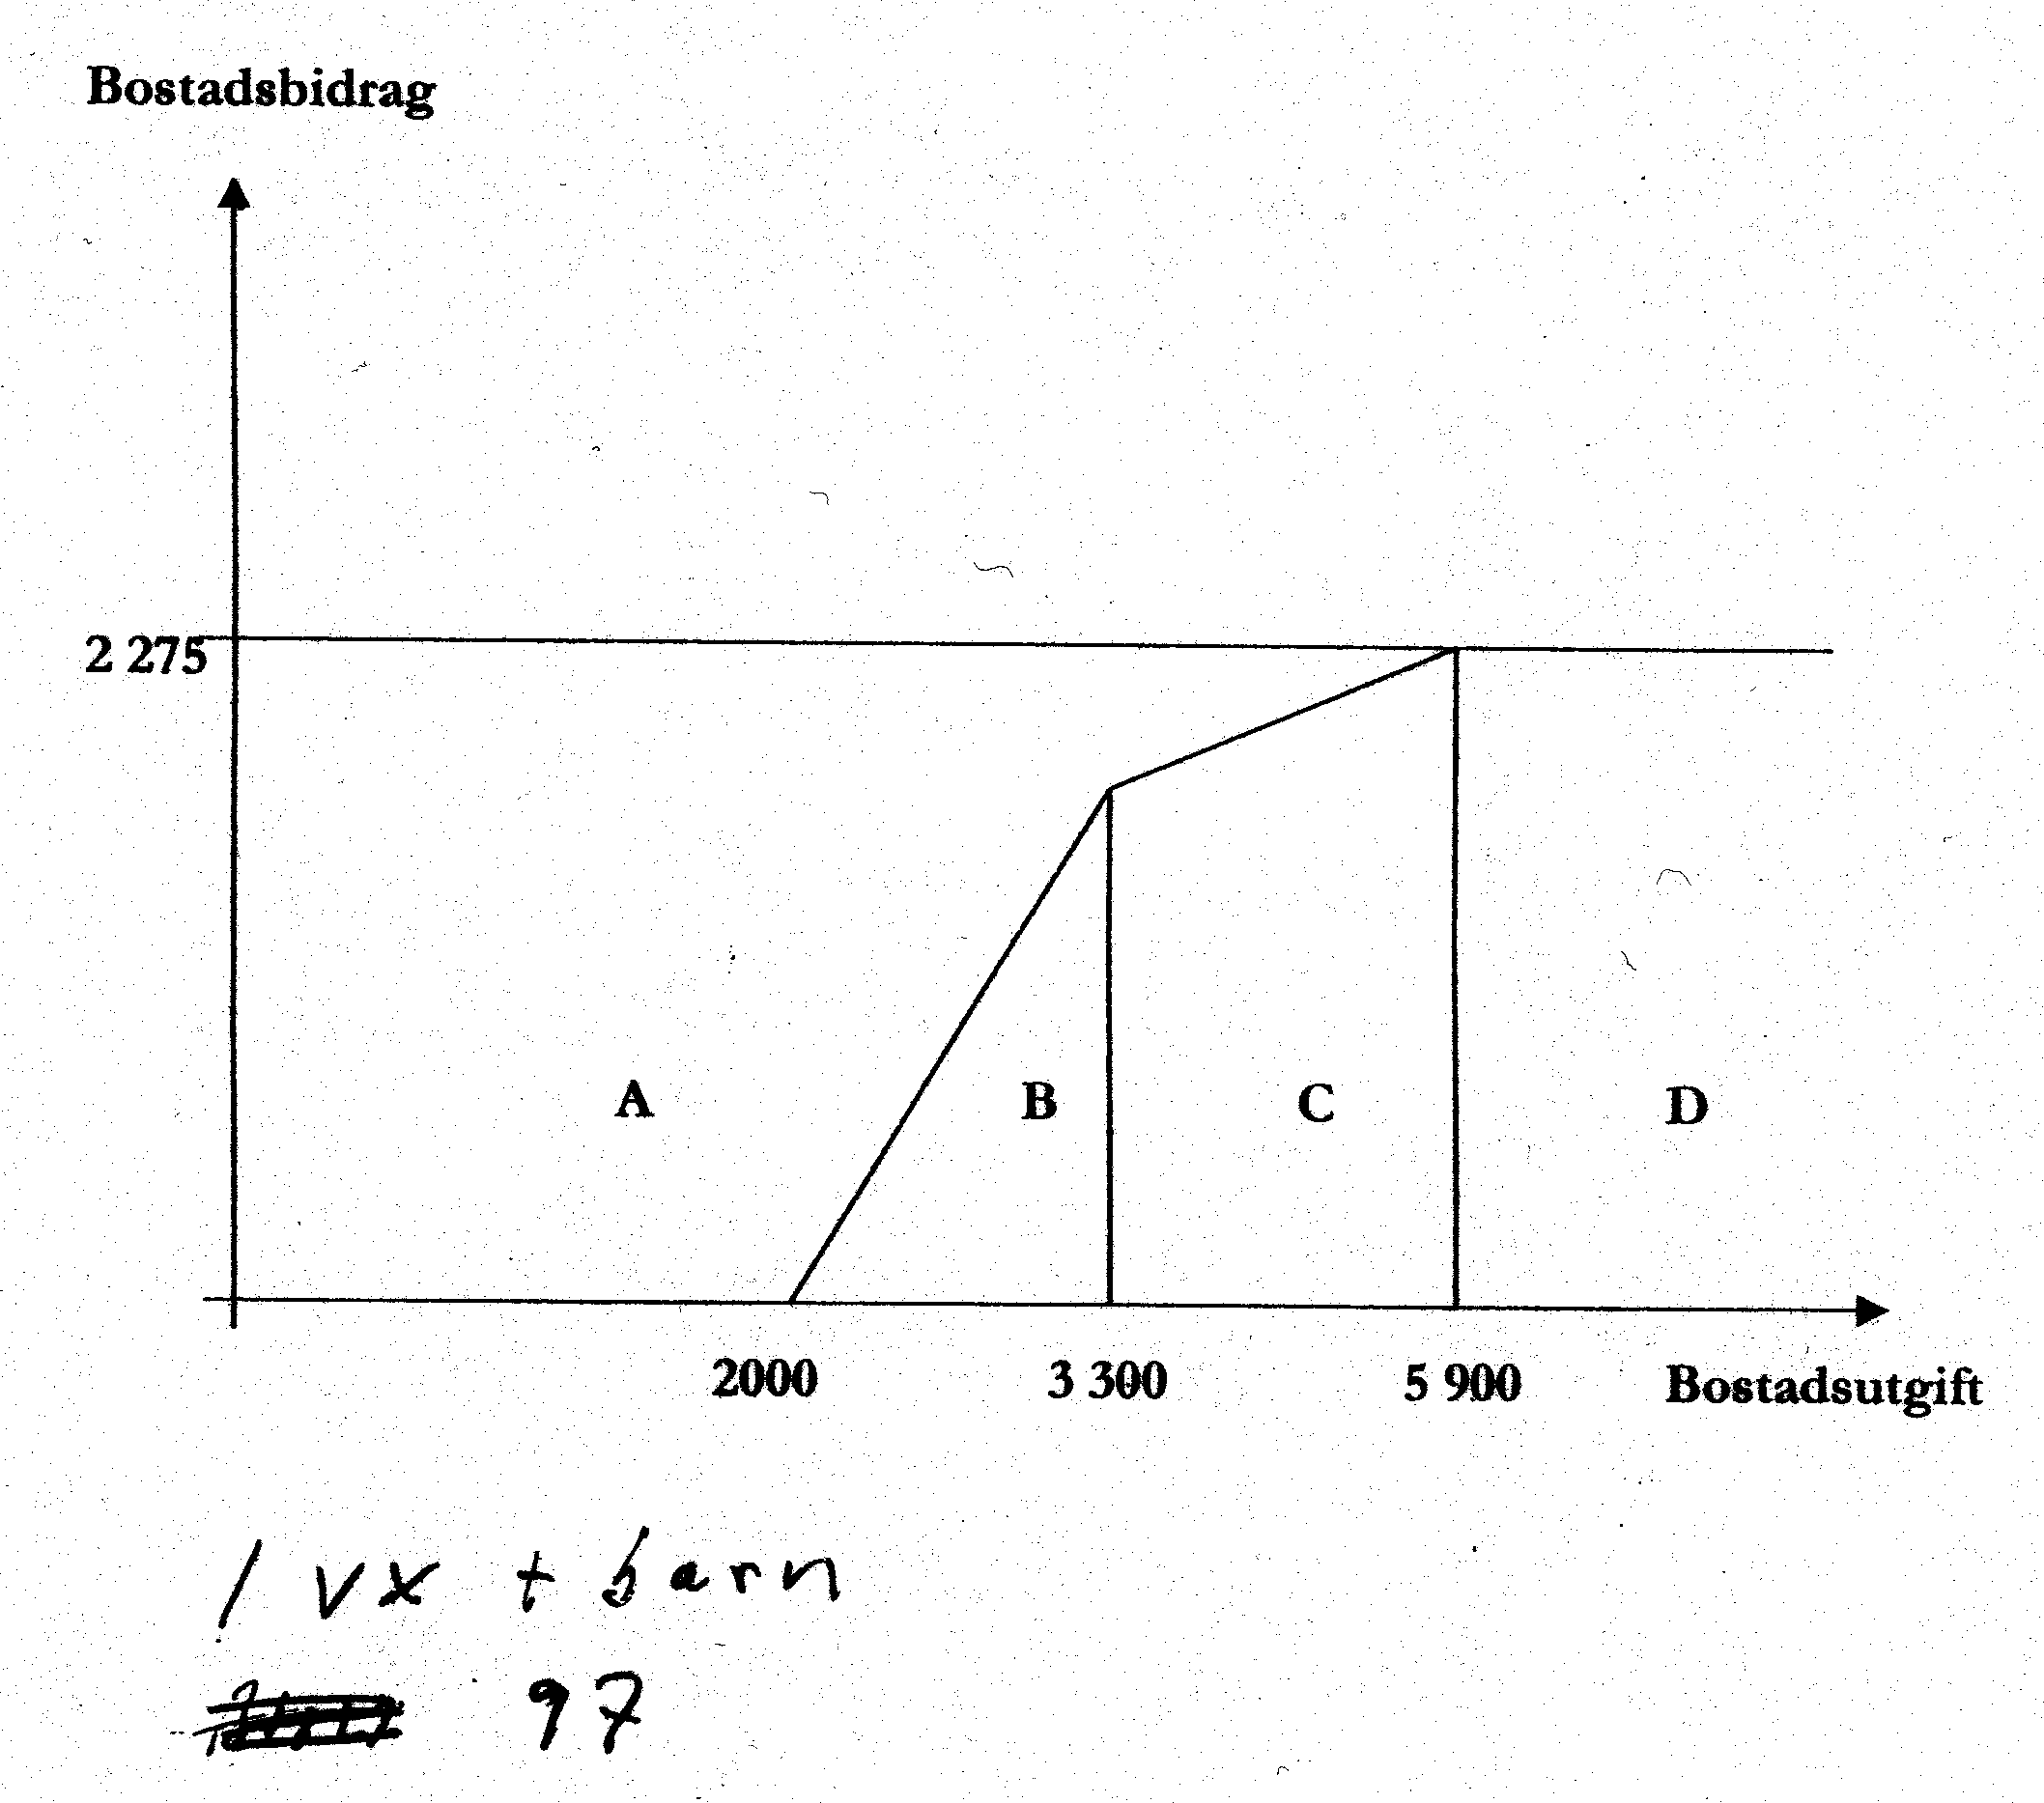 Bostadsbidrag
2 275
A B C D
2000 3 300 5 900 Bostadsutgift
1 vx + barn
97